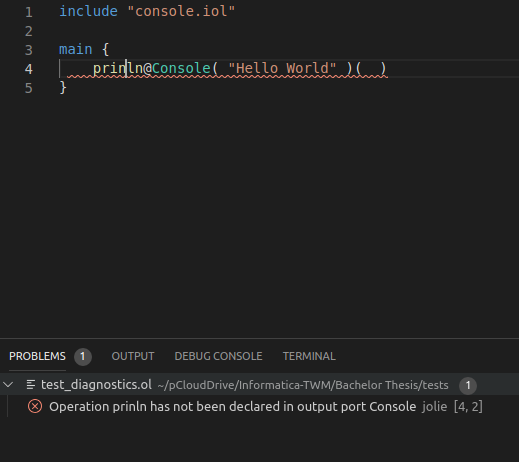 1 include "console.iol"
2
3 main {
4 prinln@Console( "Hello World" )(  )
5 }
PROBLEMS 1 OUTPUT DEBUG CONSOLE TERMINAL
test_diagnostics.ol ~/pCloudDrive/Informatica-TWM/Bachelor Thesis/tests 1
Operation prinln has not been declared in output port Console jolie [4, 2]